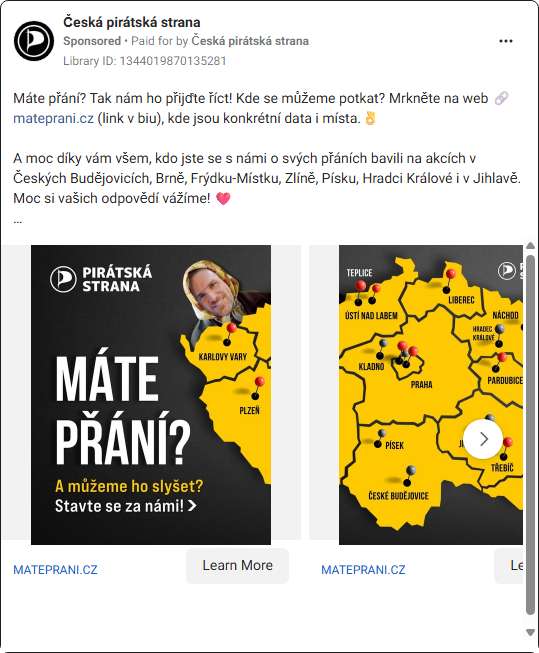 Česká pirátská strana
Sponsored • Paid for by Česká pirátská strana
Library ID: 1344019870135281
Máte přání? Tak nám ho přijďte říct! Kde se můžeme potkat? Mrkněte na web 🔗
mateprani.cz (link v biu), kde jsou konkrétní data i místa.👌
A moc díky vám všem, kdo jste se s námi o svých přáních bavili na akcích v
Českých Budějovicích, Brně, Frýdku-Místku, Zlíně, Písku, Hradci Králové i v Jihlavě.
Moc si vašich odpovědí vážíme! 💖
...
PIRÁTSKÁ
STRANA
KARLOVY VARY
PLZEŇ
MÁTE
PŘÁNÍ?
A můžeme ho slyšet?
Stavte se za námi!
TEPLICE
ÚSTÍ NAD LABEM
LIBEREC
NÁCHOD
HRADEC
KRÁLOVÉ
KLADNO
PRAHA
PARDUBICE
PÍSEK
TŘEBÍČ
ČESKÉ BUDĚJOVICE
MATEPRANI.CZ
Learn More
MATEPRANI.CZ
Le